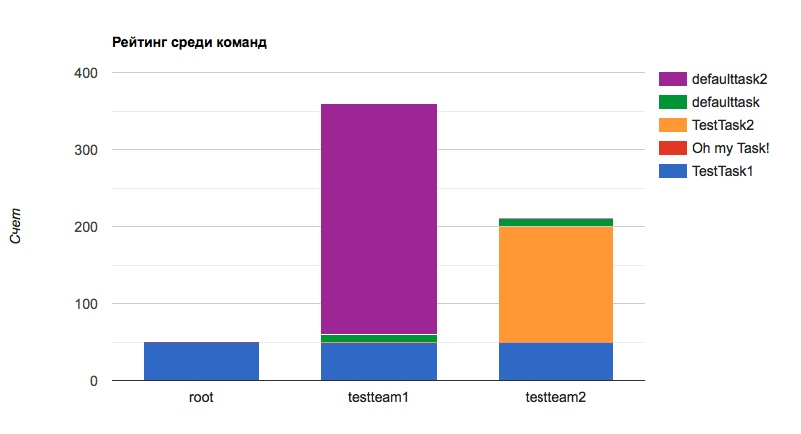 Рейтинг среди команд
400
300
200
100
0
Счет
root
testteam1
testteam2
defaulttask2
defaulttask
TestTask2
Oh my Task!
TestTask1